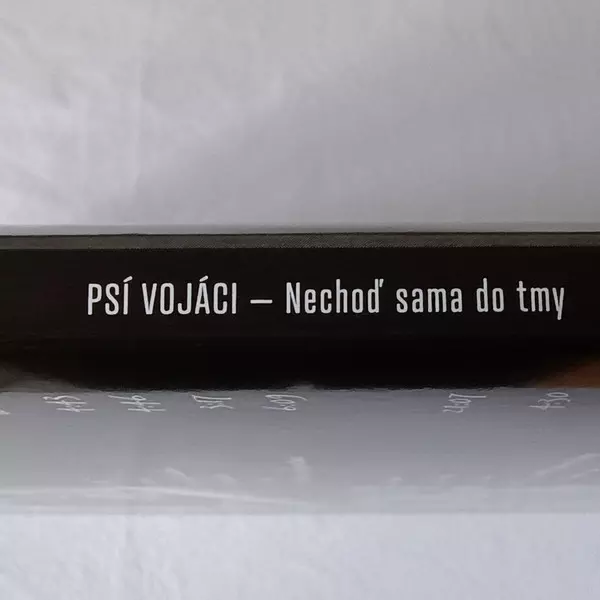 PSÍ VOJÁCI – Nechoď sama do tmy